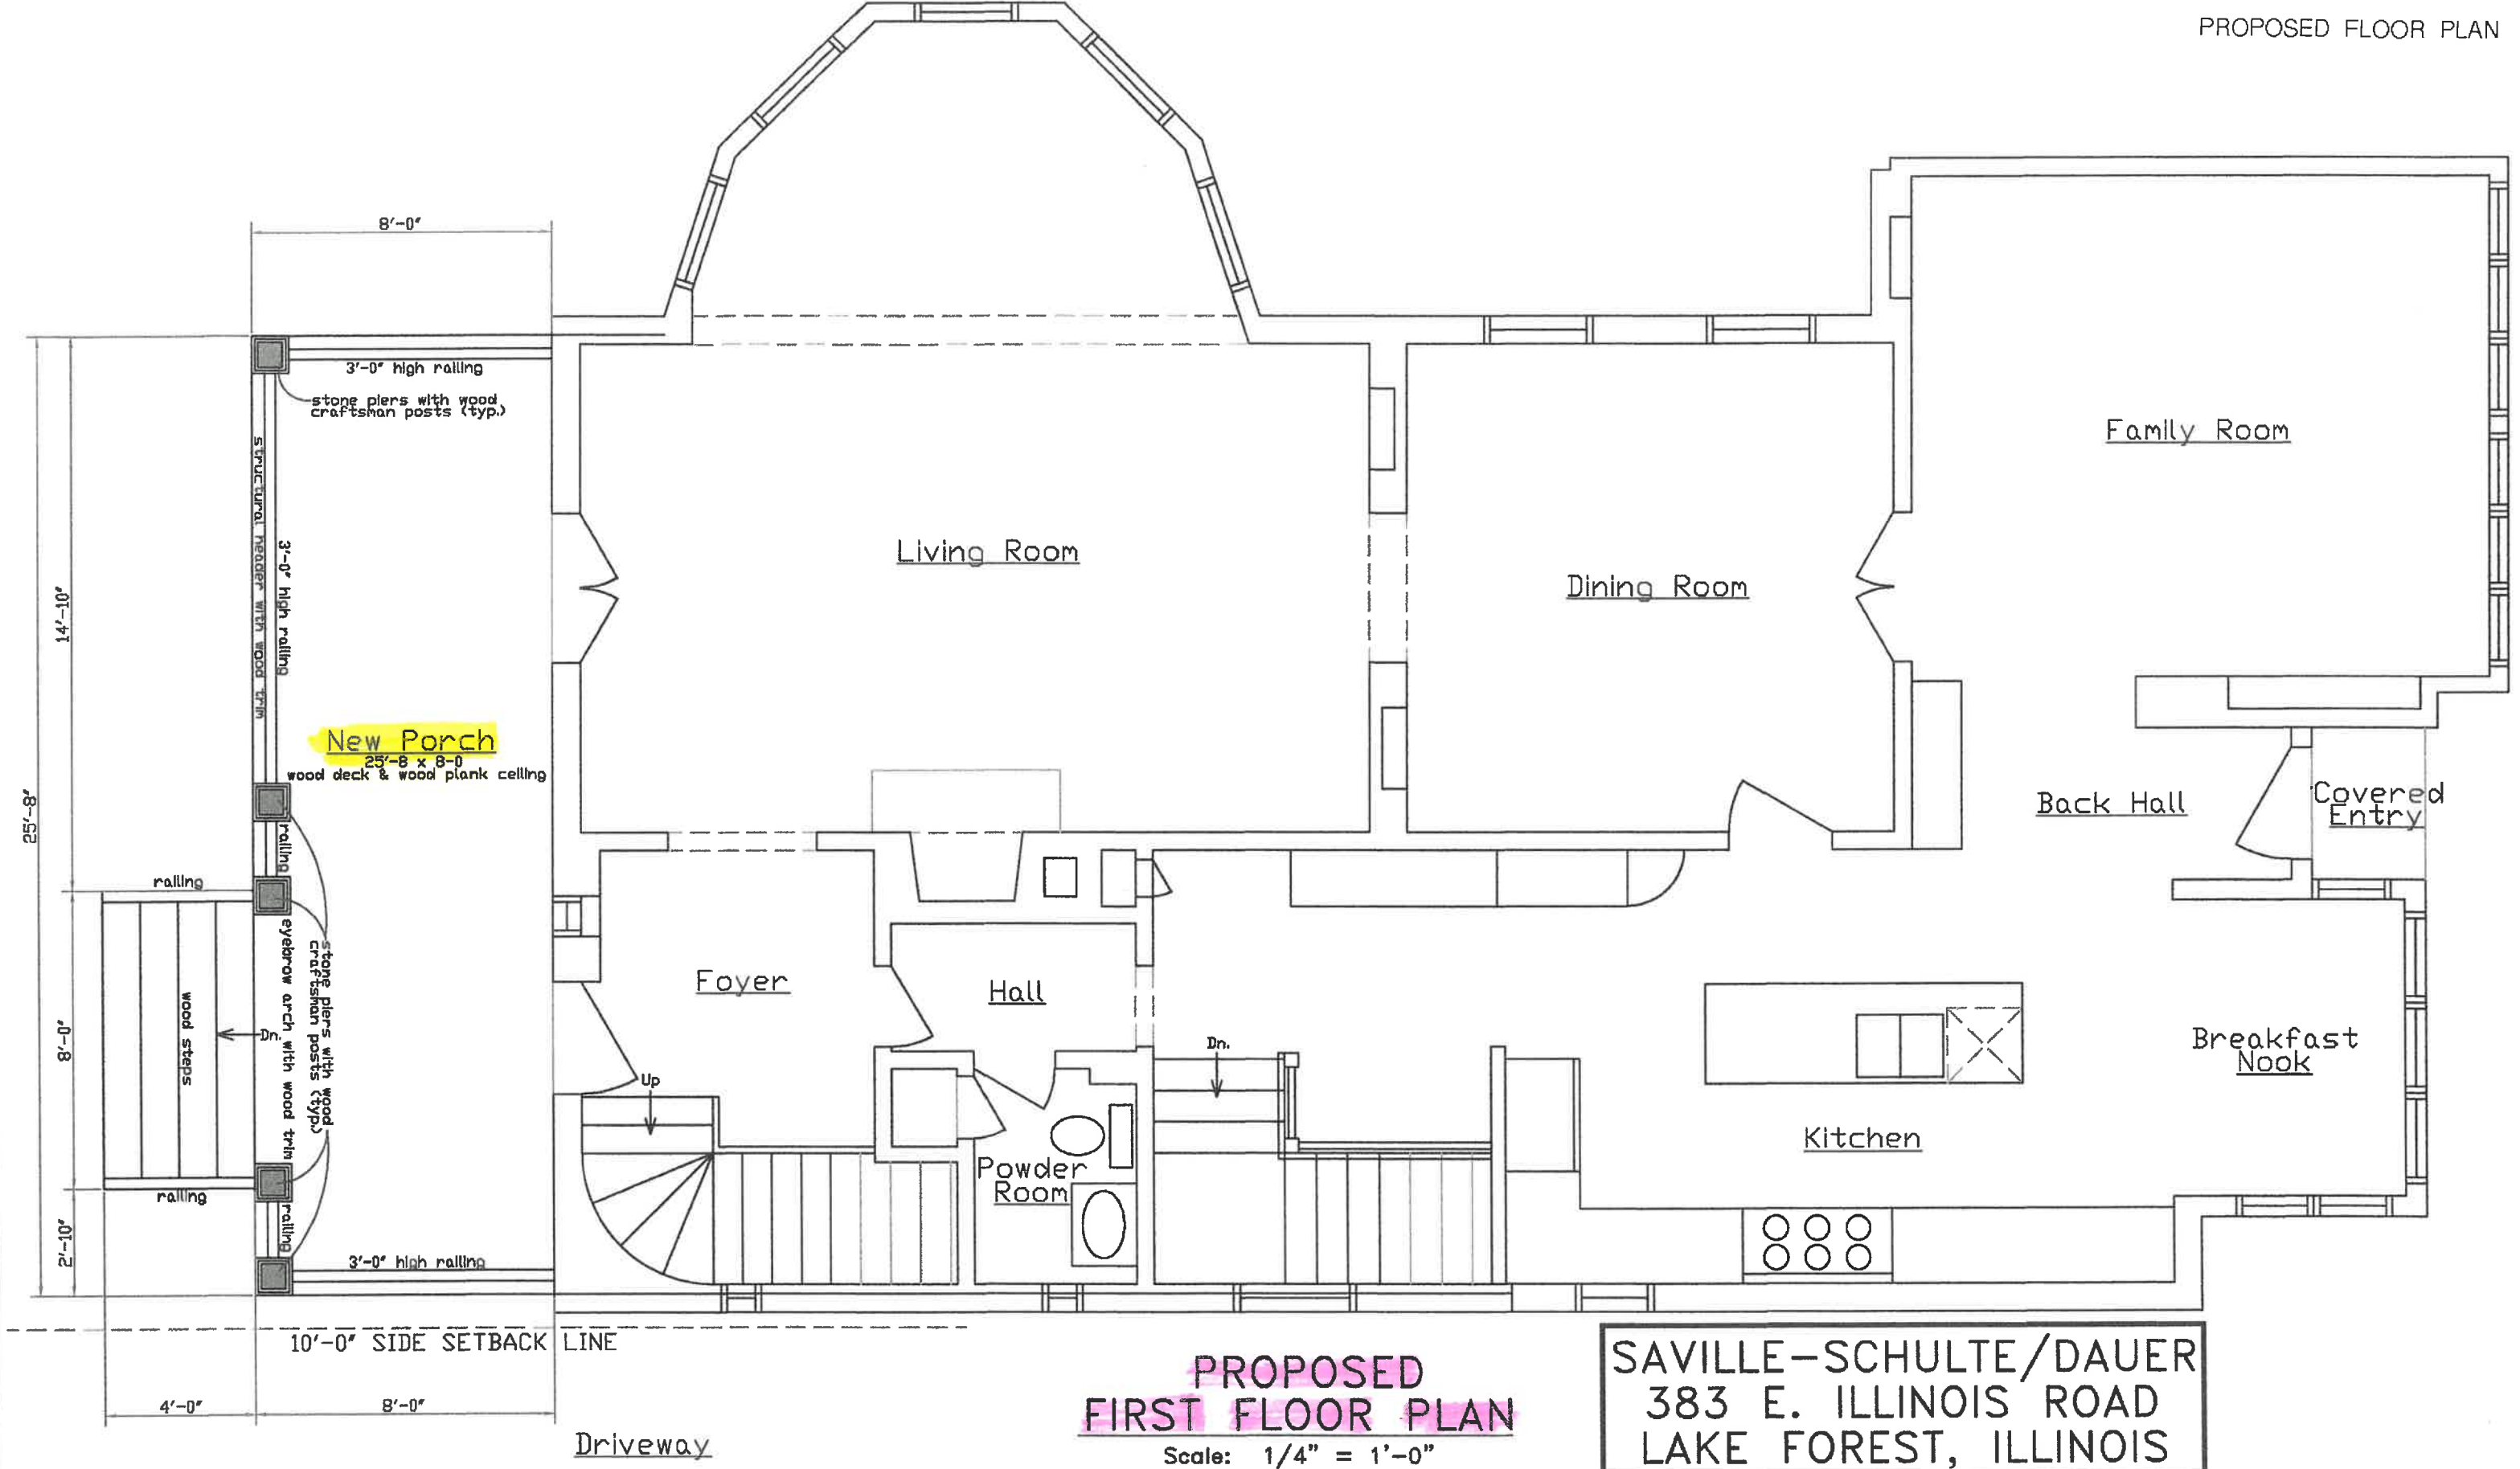 PROPOSED FLOOR PLAN
8'-0"
3'-0" high railing
stone piers with wood
craftsman posts (typ.)
structural header with wood trim
3'-0" high railing
14'-10"
25'-8"
New Porch
25'-8 x 8-0
wood deck & wood plank ceiling
Living Room
Dining Room
Family Room
Back Hall
Covered
Entry
railing
railing
eyebrow arch with wood trim
stone piers with wood
craftsman posts (typ.)
wood steps
Dn.
8'-0"
Foyer
Hall
Up
Dn.
Breakfast
Nook
Kitchen
Powder
Room
railing
railing
2'-10"
3'-0" high railing
10'-0" SIDE SETBACK LINE
4'-0"
8'-0"
Driveway
PROPOSED
FIRST FLOOR PLAN
Scale: 1/4" = 1'-0"
SAVILLE-SCHULTE/DAUER
383 E. ILLINOIS ROAD
LAKE FOREST, ILLINOIS